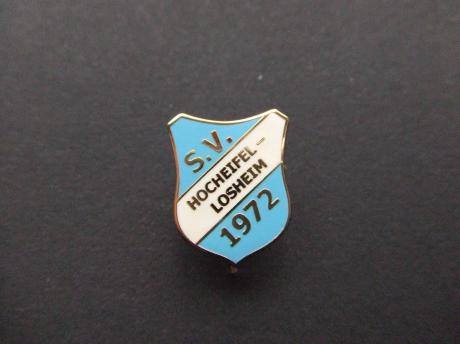 S.V.
HOCHEIFEL-
LOSHEIM
1972